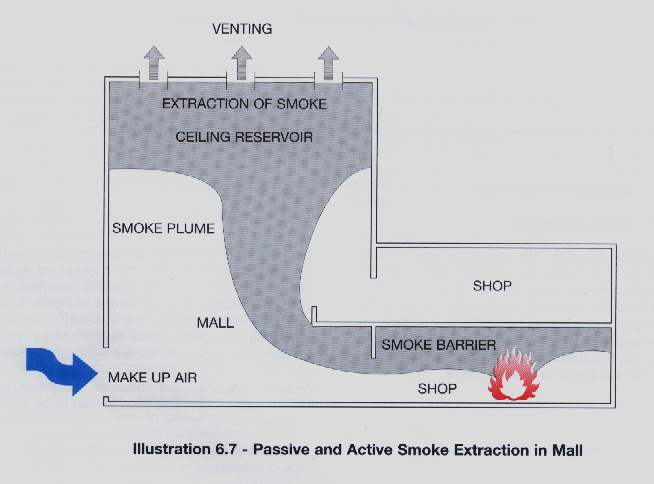 VENTING
EXTRACTION OF SMOKE
CEILING RESERVOIR
SMOKE PLUME
SHOP
MALL
SMOKE BARRIER
MAKE UP AIR
SHOP
Illustration 6.7 - Passive and Active Smoke Extraction in Mall